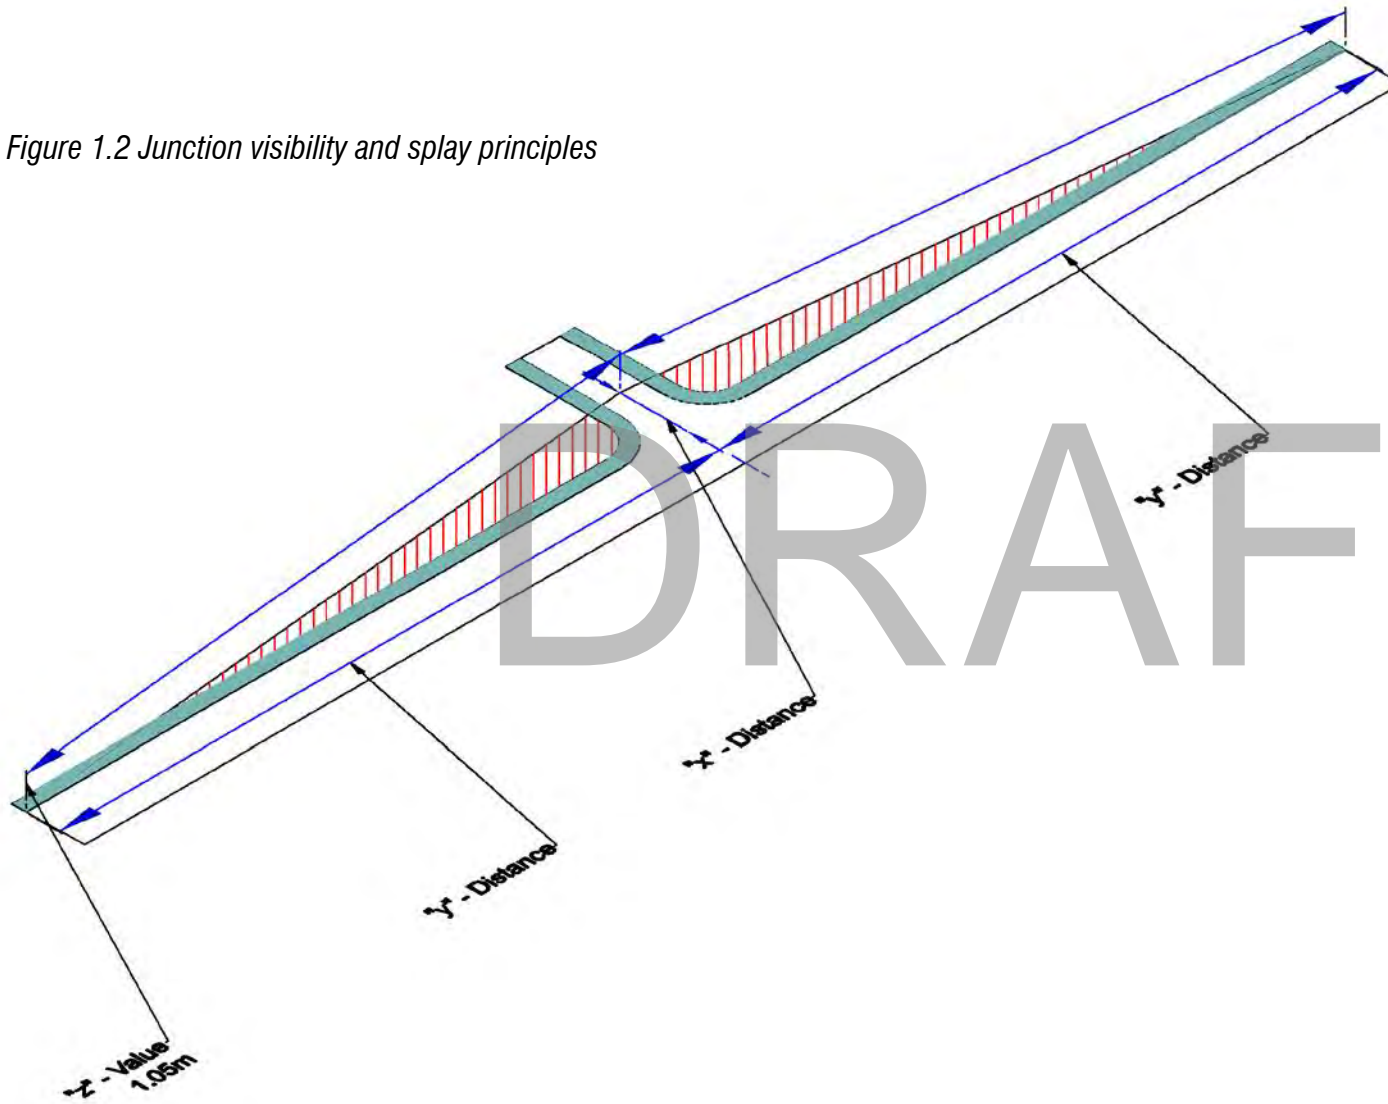 Figure 1.2 Junction visibility and splay principles
DRAF
"y" - Distance
"x" - Distance
"y" - Distance
"z" - Value
1.05m